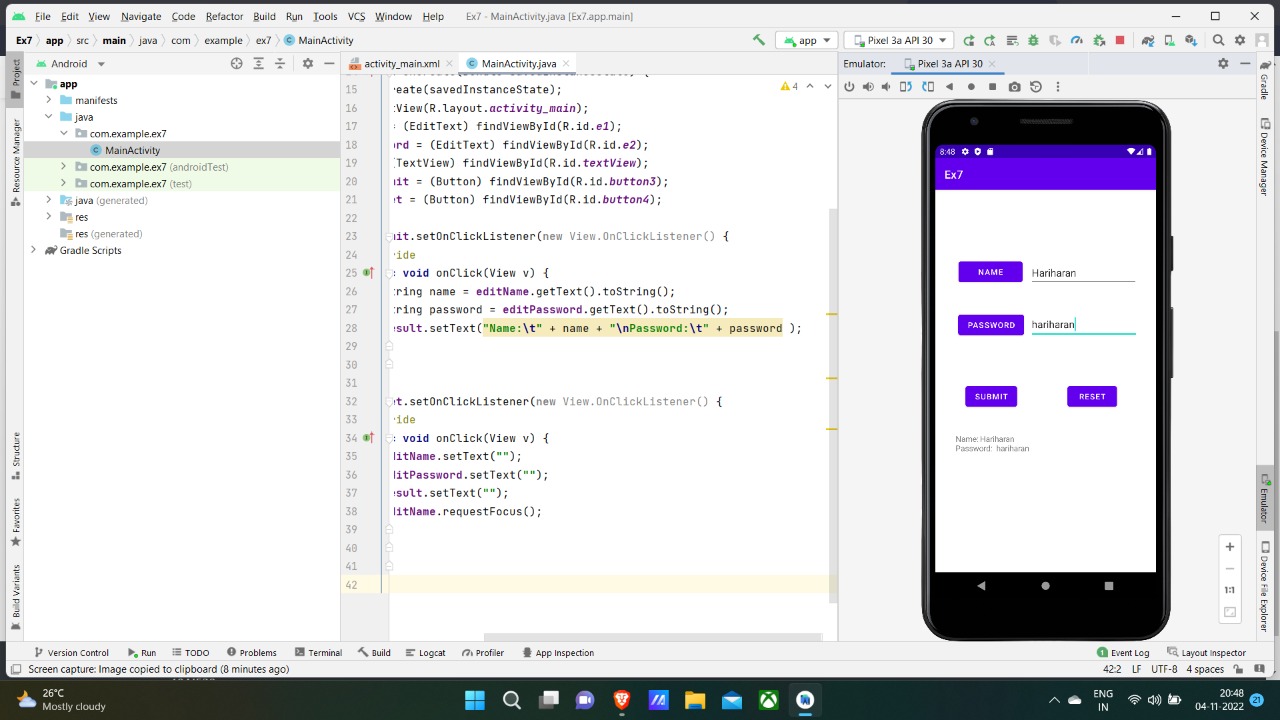 File Edit View Navigate Code Refactor Build Run Tools VCS Window Help Ex7 - MainActivity.java [Ex7.app.main]
Ex7 app src main java com example ex7 MainActivity app Pixel 3a API 30
Android
activity_main.xml MainActivity.java
Emulator: Pixel 3a API 30
Project
Resource Manager
Structure
Favorites
Build Variants
app
manifests
java
com.example.ex7
MainActivity
com.example.ex7 (androidTest)
com.example.ex7 (test)
java (generated)
res
res (generated)
Gradle Scripts
4
15 eate(savedInstanceState);
16 tView(R.layout.activity_main);
17 = (EditText) findViewById(R.id.e1);
18 rd = (EditText) findViewById(R.id.e2);
19 (TextView) findViewById(R.id.textView);
20 it = (Button) findViewById(R.id.button3);
21 t = (Button) findViewById(R.id.button4);
22
23 it.setOnClickListener(new View.OnClickListener() {
24 ride
25 c void onClick(View v) {
26 tring name = editName.getText().toString();
27 tring password = editPassword.getText().toString();
28 esult.setText("Name:\t" + name + "\nPassword:\t" + password );
29
30
31
32 t.setOnClickListener(new View.OnClickListener() {
33 ride
34 c void onClick(View v) {
35 ditName.setText("");
36 ditPassword.setText("");
37 esult.setText("");
38 ditName.requestFocus();
39
40
41
42
8:48
Ex7
NAME Hariharan
PASSWORD hariharan
SUBMIT RESET
Name: Hariharan
Password: hariharan
1:1
Gradle
Device Manager
Emulator
Device File Explorer
Version Control Run TODO Problems Terminal Build Logcat Profiler App Inspection 1 Event Log Layout Inspector
Screen capture: Image copied to clipboard (8 minutes ago) 42:2 LF UTF-8 4 spaces
26°C
Mostly cloudy
ENG
IN
20:48
04-11-2022
21